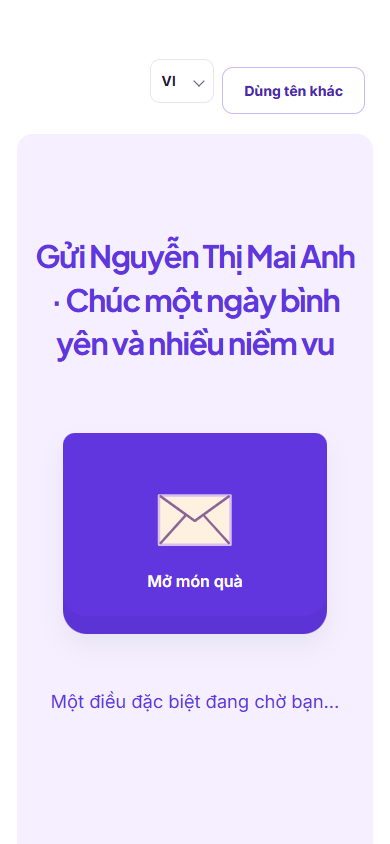 VI
Dùng tên khác
Gửi Nguyễn Thị Mai Anh
· Chúc một ngày bình
yên và nhiều niềm vu
Mở món quà
Một điều đặc biệt đang chờ bạn...